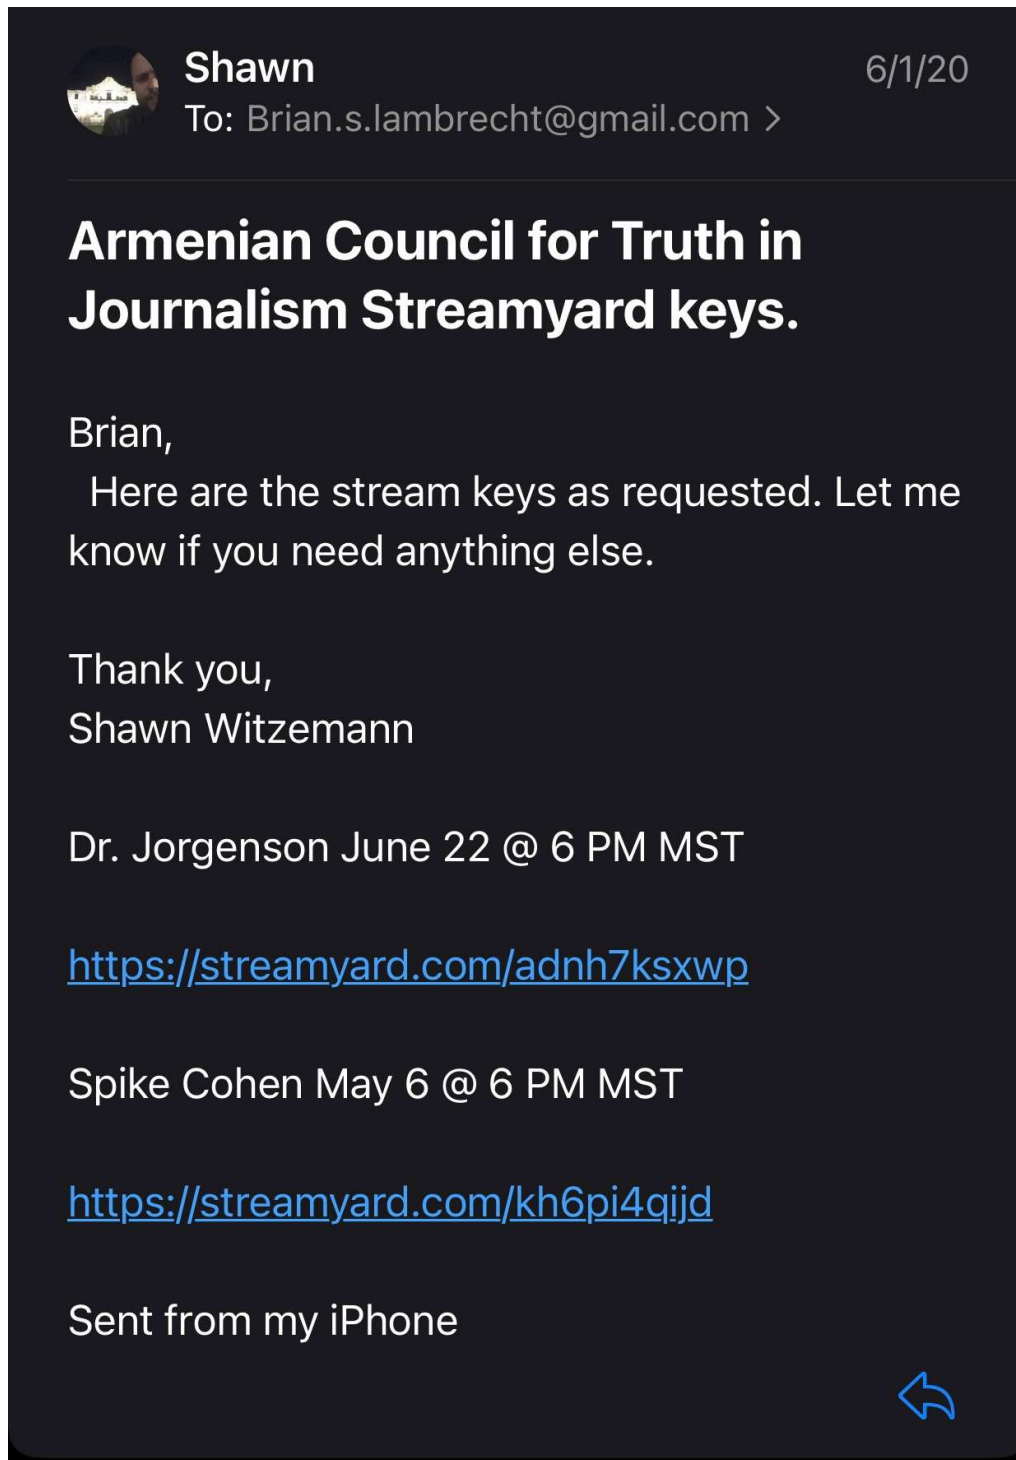 Shawn
6/1/20
To: Brian.s.lambrecht@gmail.com >
Armenian Council for Truth in
Journalism Streamyard keys.
Brian,
Here are the stream keys as requested. Let me
know if you need anything else.
Thank you,
Shawn Witzemann
Dr. Jorgenson June 22 @ 6 PM MST
https://streamyard.com/adnh7ksxwp
Spike Cohen May 6 @ 6 PM MST
https://streamyard.com/kh6pi4qijd
Sent from my iPhone